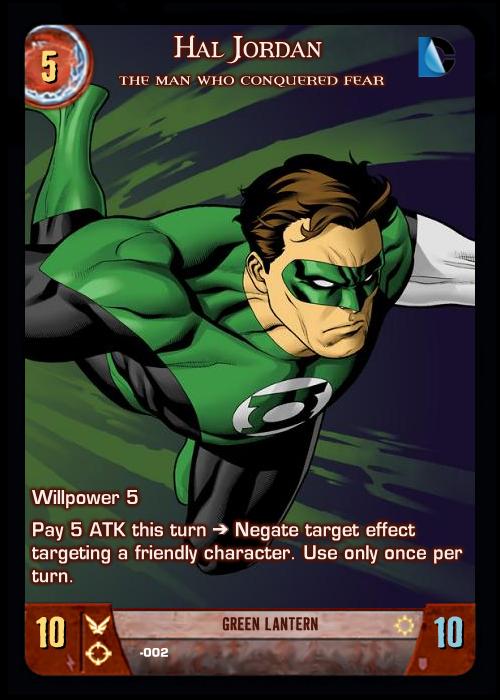 5
Hal Jordan
THE MAN WHO CONQUERED FEAR
Willpower 5
Pay 5 ATK this turn ➔ Negate target effect
targeting a friendly character. Use only once per
turn.
10
GREEN LANTERN
10
-002